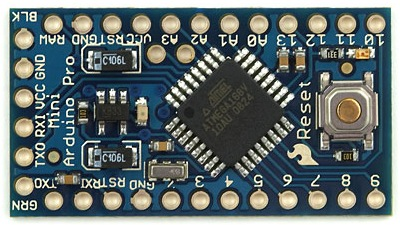 BLK
RAW GND RST VCC A3 A2 A1 A0 13 12 11 10
GND
VCC
RXI
TXO
Arduino Pro
Mini
C106L
C106L
ATMEL
Reset
GRN
TXO RXI RST GND 2 3 4 5 6 7 8 9